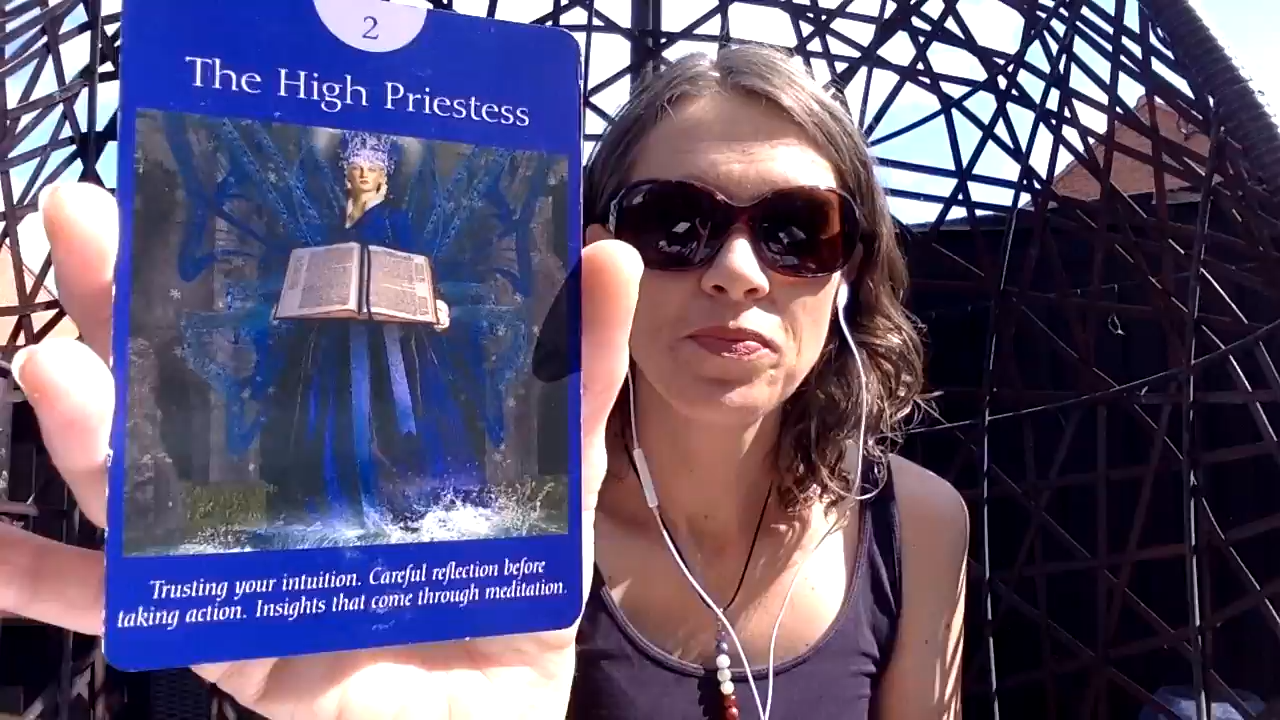 2
The High Priestess
Trusting your intuition. Careful reflection before
taking action. Insights that come through meditation.